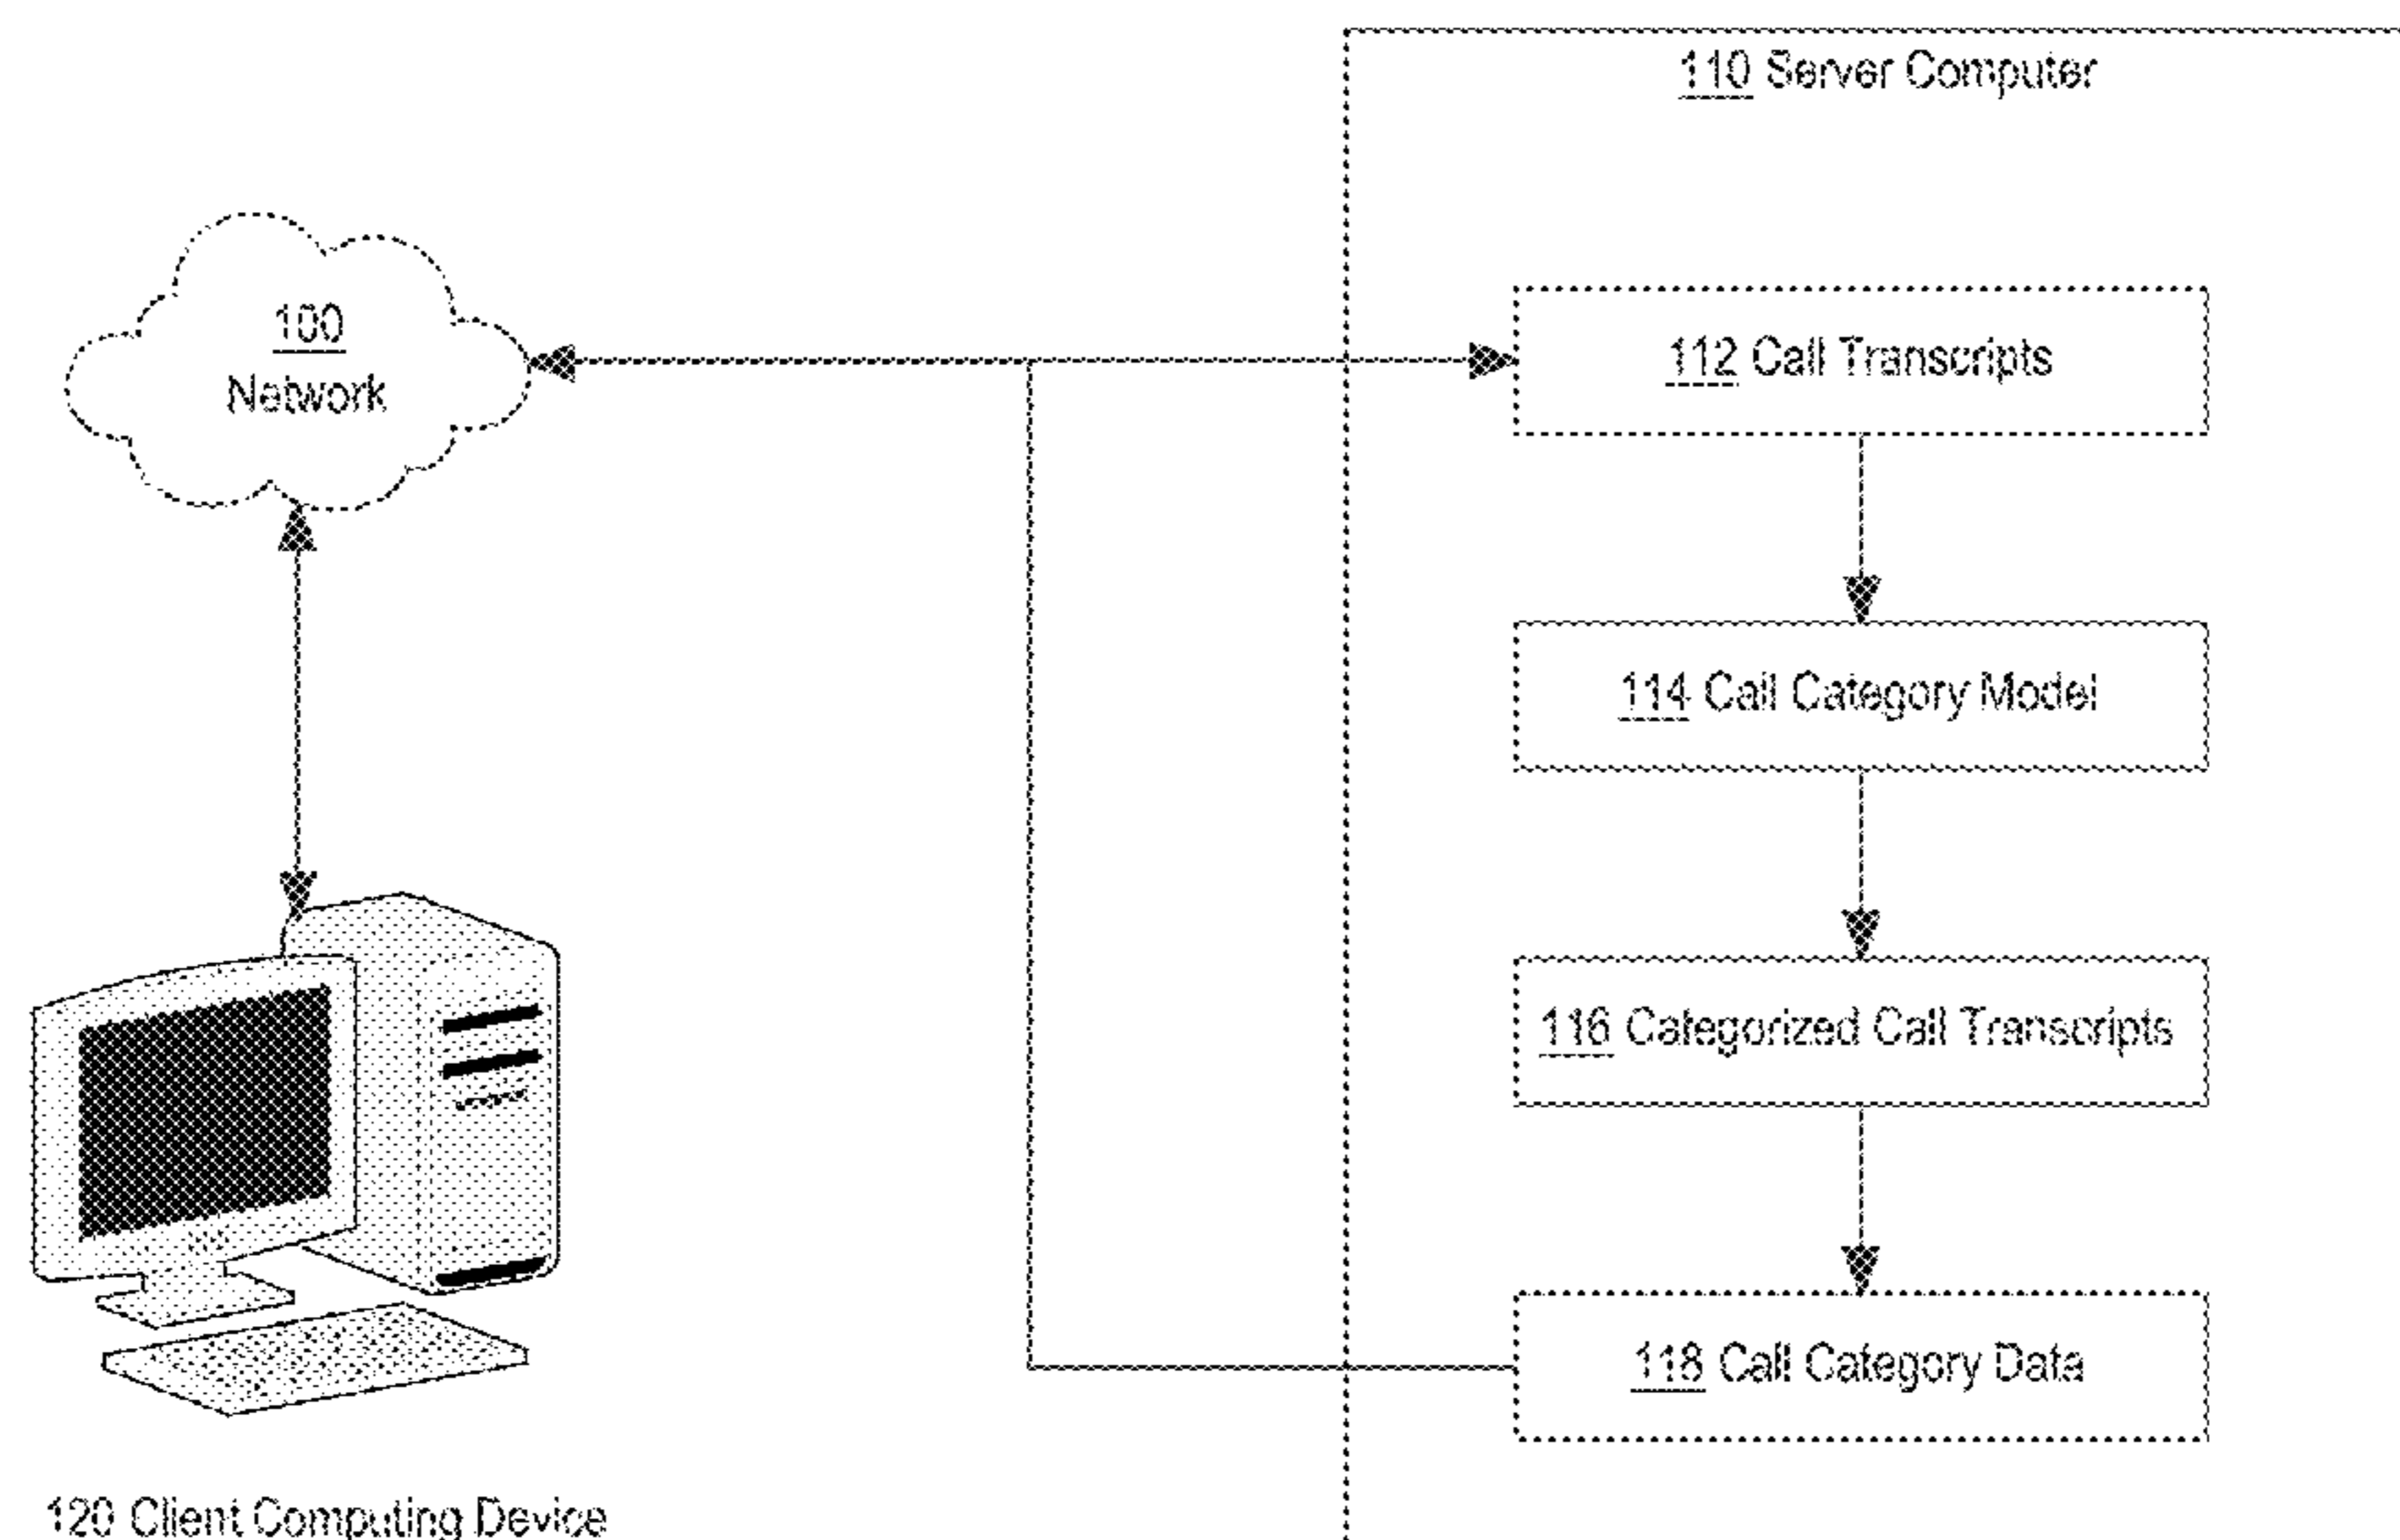 110 Server Computer
100
Network
112 Call Transcripts
114 Call Category Model
116 Categorized Call Transcripts
118 Call Category Data
120 Client Computing Device